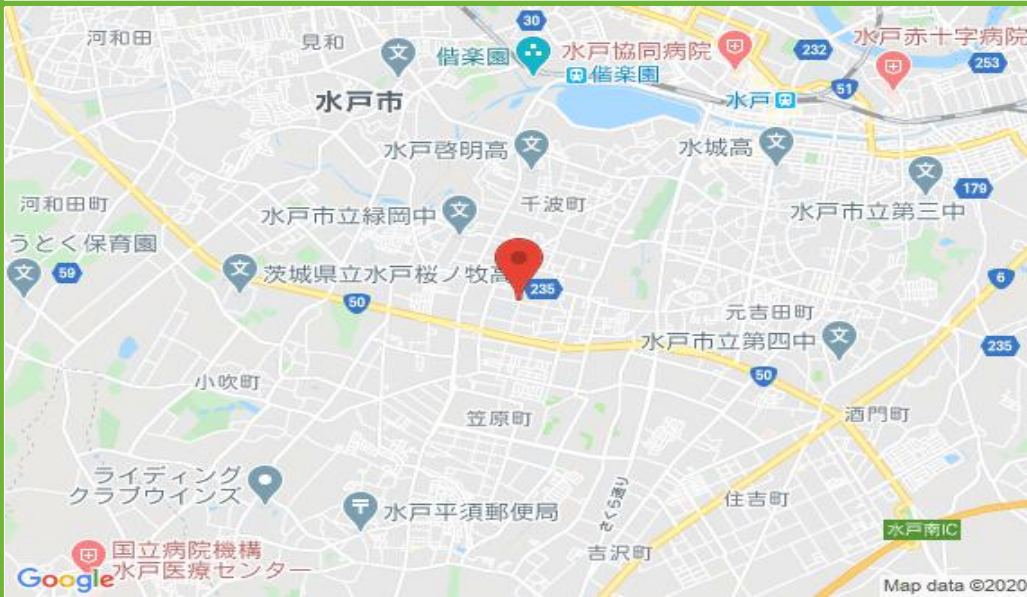 30
河和田
見和
偕楽園
水戸協同病院
232
水戸赤十字病院
偕楽園
253
水戸市
水戸
51
水戸啓明高
水城高
179
河和田町
水戸市立緑岡中
千波町
水戸市立第三中
うとく保育園
59
茨城県立水戸桜ノ牧高
235
6
50
元吉田町
水戸市立第四中
235
小吹町
50
笠原町
酒門町
ライディング
クラブウインズ
水戸平須郵便局
さくら通り
住吉町
水戸南IC
国立病院機構
水戸医療センター
吉沢町
Google
Map data ©2020